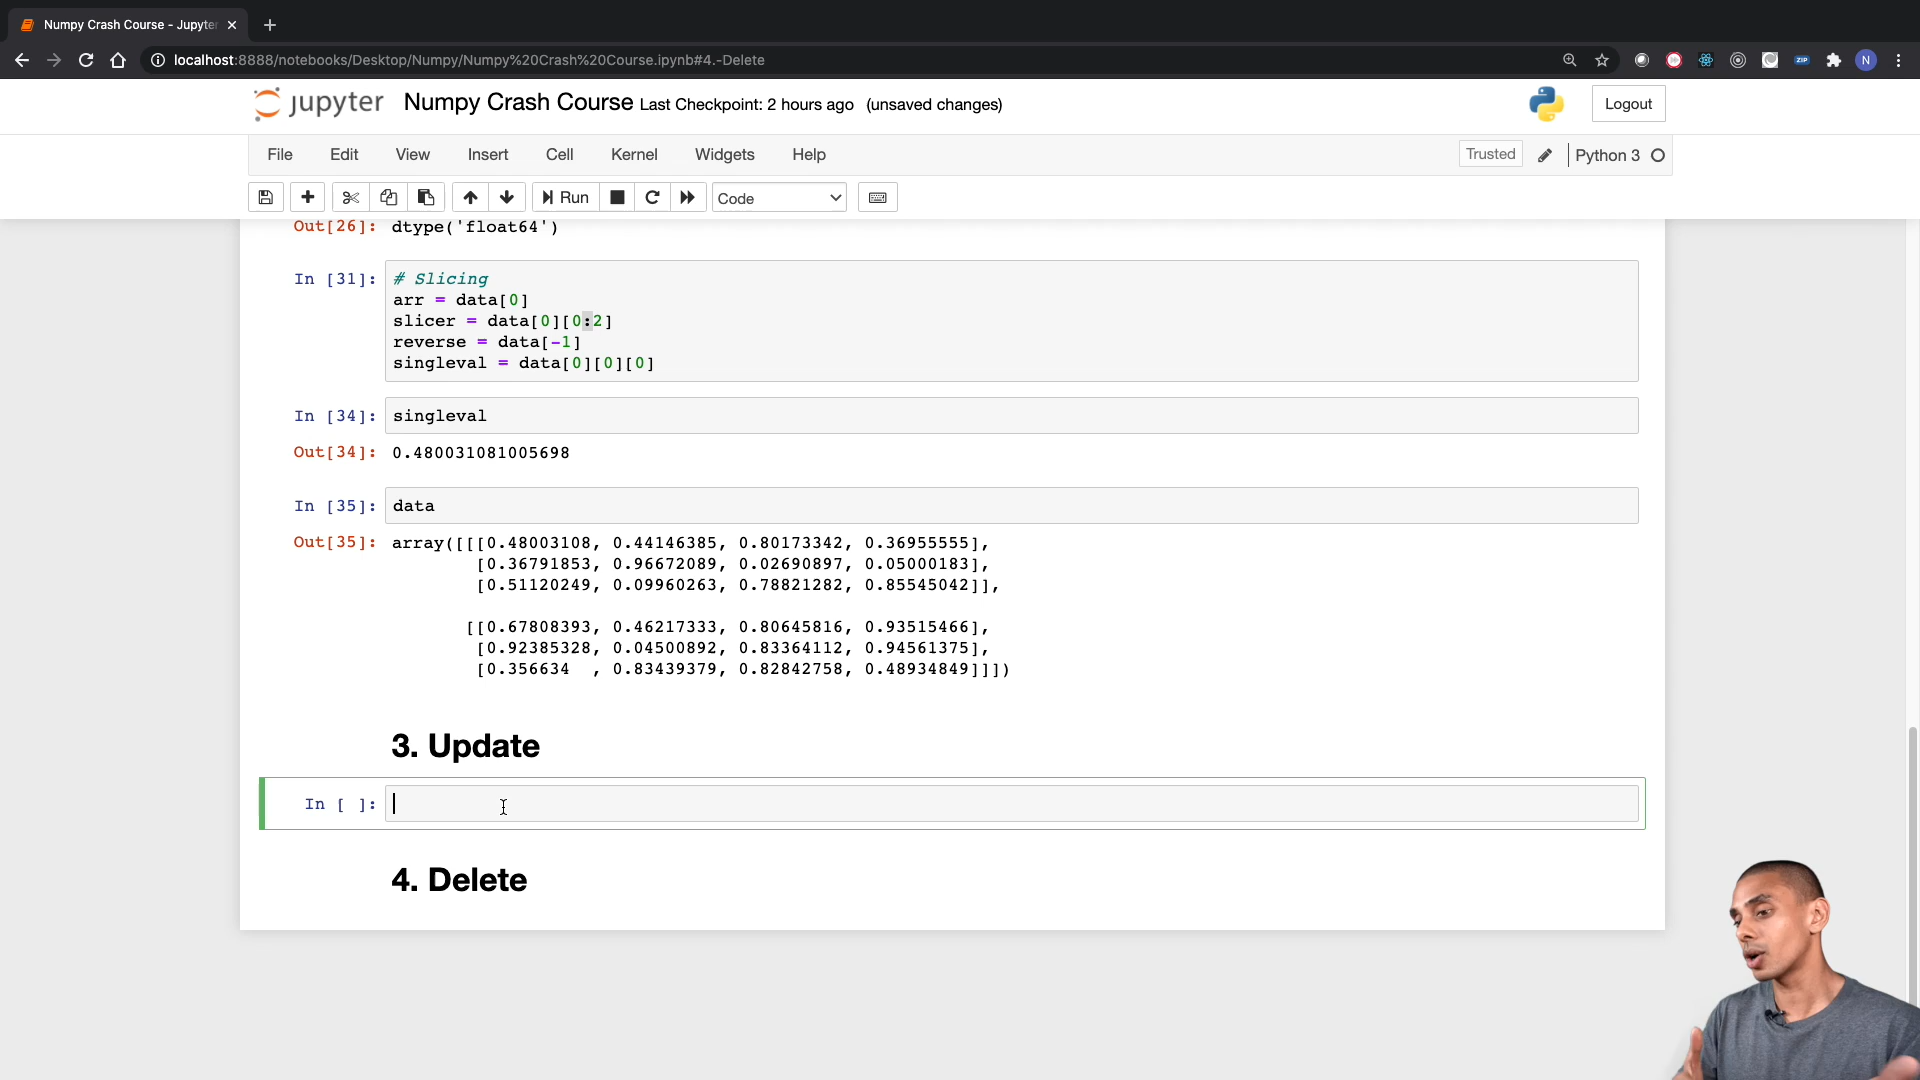 Numpy Crash Course - Jupyter
localhost:8888/notebooks/Desktop/Numpy/Numpy%20Crash%20Course.ipynb#4.-Delete
ZIP
N
jupyter Numpy Crash Course Last Checkpoint: 2 hours ago (unsaved changes)
Logout
File Edit View Insert Cell Kernel Widgets Help
Trusted Python 3
Run Code
Out[26]: dtype('float64')
In [31]: # Slicing
arr = data[0]
slicer = data[0][0:2]
reverse = data[-1]
singleval = data[0][0][0]
In [34]: singleval
Out[34]: 0.480031081005698
In [35]: data
Out[35]: array([[[0.48003108, 0.44146385, 0.80173342, 0.36955555],
[0.36791853, 0.96672089, 0.02690897, 0.05000183],
[0.51120249, 0.09960263, 0.78821282, 0.85545042]],
[[0.67808393, 0.46217333, 0.80645816, 0.93515466],
[0.92385328, 0.04500892, 0.83364112, 0.94561375],
[0.356634  , 0.83439379, 0.82842758, 0.48934849]]])
3. Update
In [ ]:
4. Delete